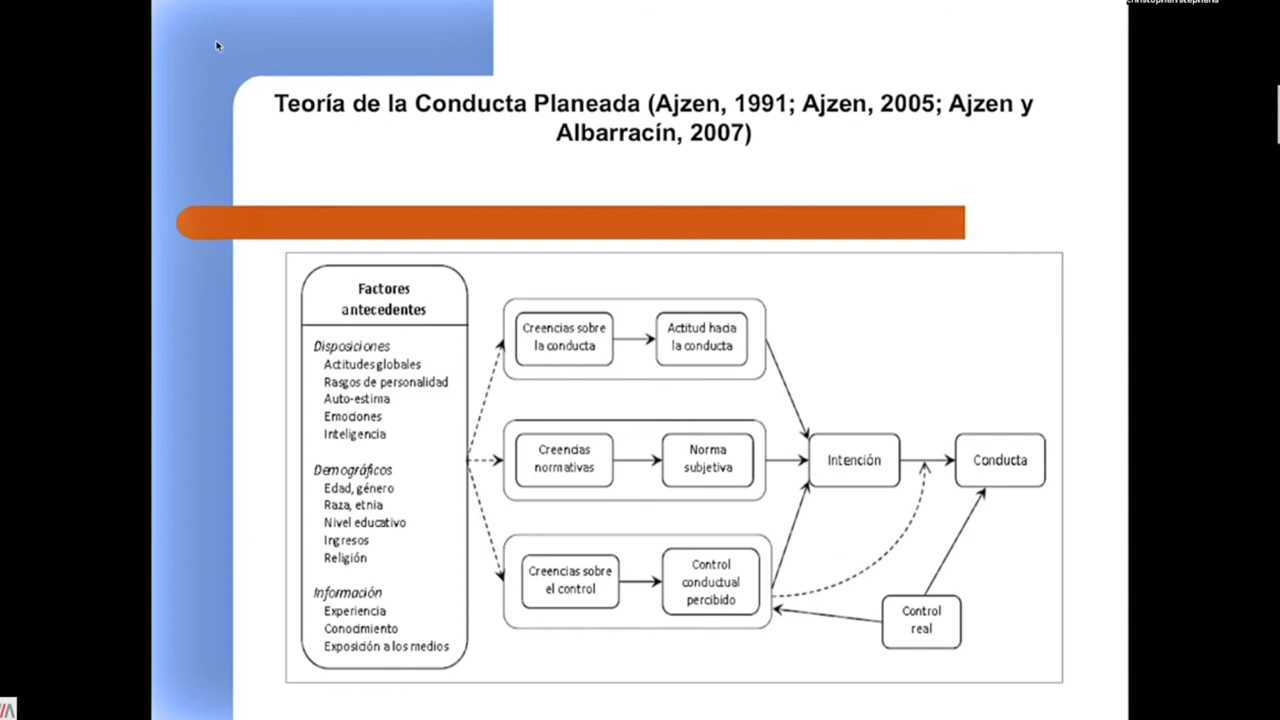 Teoría de la Conducta Planeada (Ajzen, 1991; Ajzen, 2005; Ajzen y
Albarracín, 2007)
Factores
antecedentes
Disposiciones
Actitudes globales
Rasgos de personalidad
Auto-estima
Emociones
Inteligencia
Demográficos
Edad, género
Raza, etnia
Nivel educativo
Ingresos
Religión
Información
Experiencia
Conocimiento
Exposición a los medios
Creencias sobre
la conducta
Actitud hacia
la conducta
Creencias
normativas
Norma
subjetiva
Creencias sobre
el control
Control
conductual
percibido
Intención
Conducta
Control
real